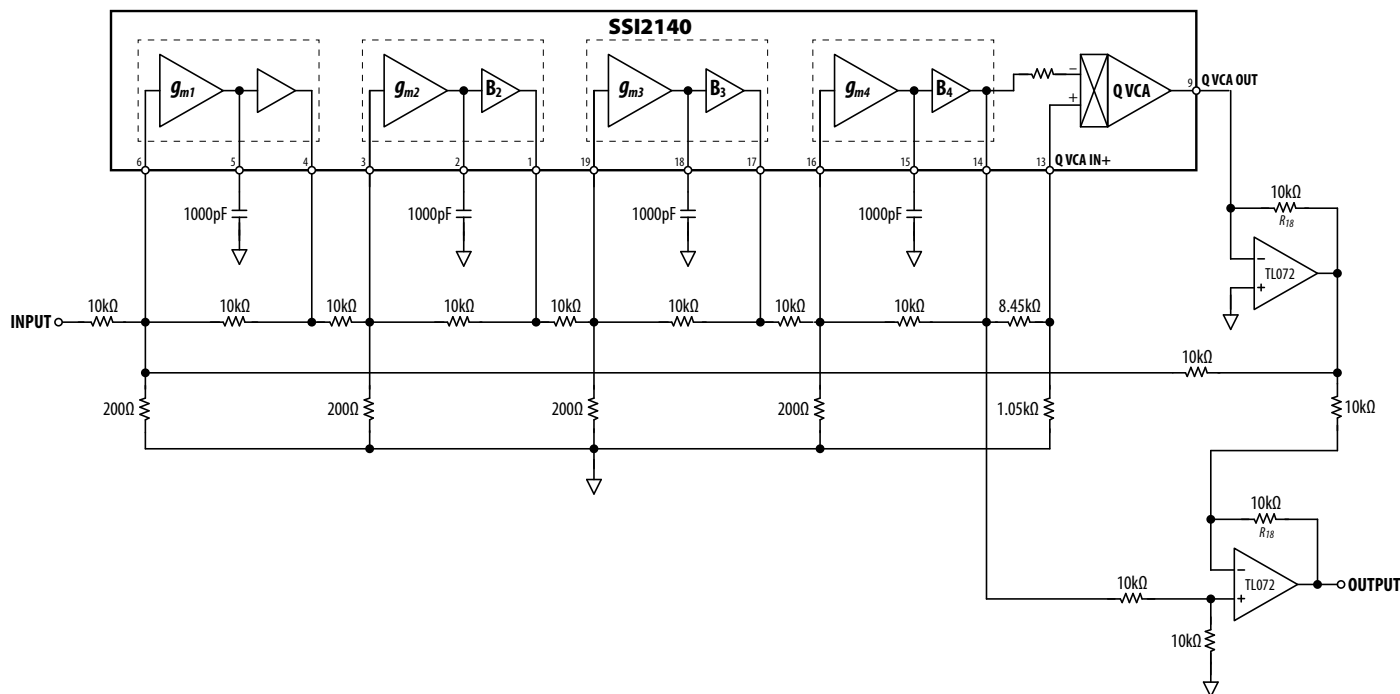 SSI2140
gm1
gm2
B2
gm3
B3
gm4
B4
−
+
Q VCA
9
Q VCA OUT
6
5
4
3
2
1
19
18
17
16
15
14
13
Q VCA IN+
1000pF
1000pF
1000pF
1000pF
10kΩ
R18
−
+
TL072
INPUT
10kΩ
10kΩ
10kΩ
10kΩ
10kΩ
10kΩ
10kΩ
10kΩ
8.45kΩ
10kΩ
200Ω
200Ω
200Ω
200Ω
1.05kΩ
10kΩ
10kΩ
R18
−
+
TL072
OUTPUT
10kΩ
10kΩ